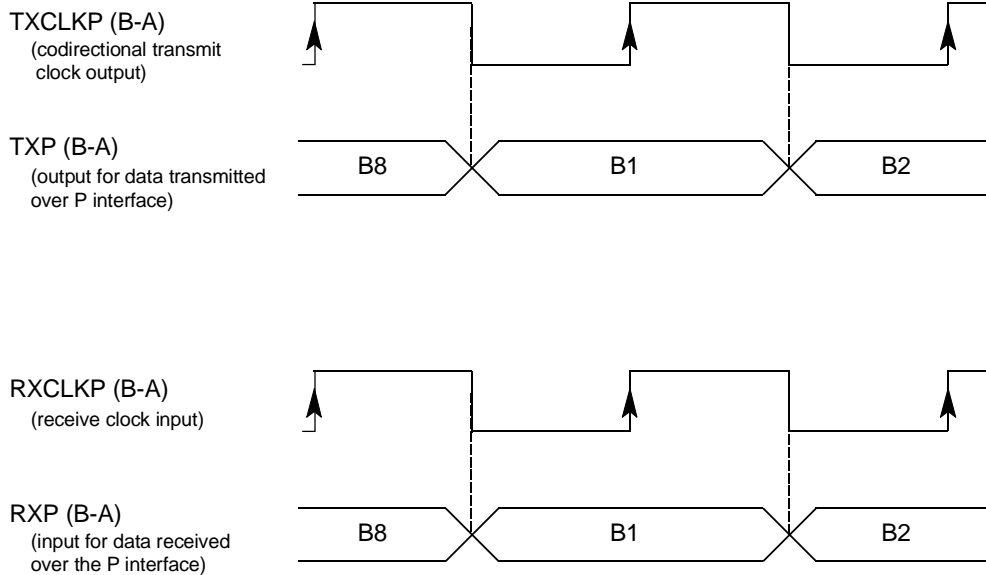 TXCLKP (B-A)
(codirectional transmit
clock output)
TXP (B-A)
(output for data transmitted
over P interface)
B8
B1
B2
RXCLKP (B-A)
(receive clock input)
RXP (B-A)
(input for data received
over the P interface)
B8
B1
B2